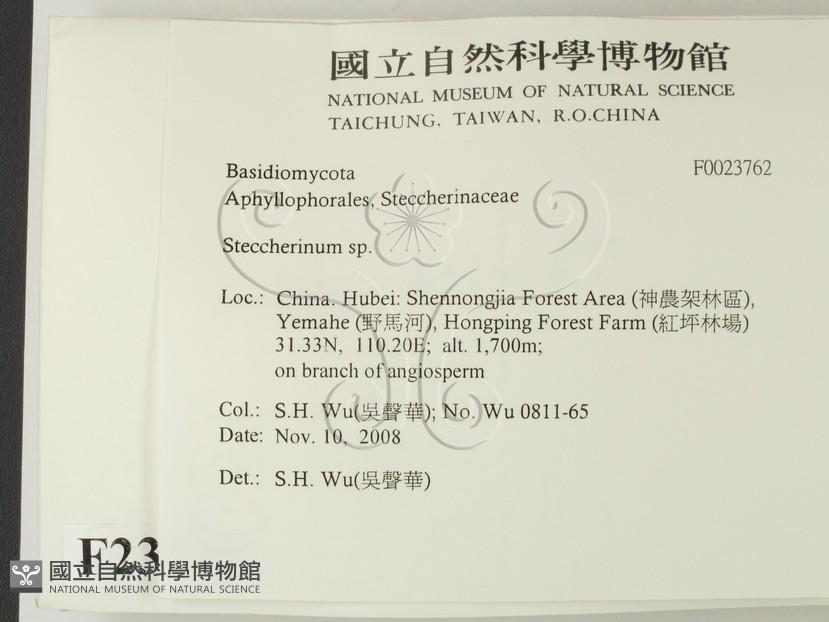 國立自然科學博物館
NATIONAL MUSEUM OF NATURAL SCIENCE
TAICHUNG, TAIWAN, R.O.CHINA
Basidiomycota
F0023762
Aphyllophorales, Steccherinaceae
Steccherinum sp.
Loc.: China. Hubei: Shennongjia Forest Area (神農架林區),
Yemahe (野馬河), Hongping Forest Farm (紅坪林場)
31.33N, 110.20E; alt. 1,700m;
on branch of angiosperm
Col.: S.H. Wu(吳聲華); No. Wu 0811-65
Date: Nov. 10, 2008
Det.: S.H. Wu(吳聲華)
F23
國立自然科學博物館
NATIONAL MUSEUM OF NATURAL SCIENCE